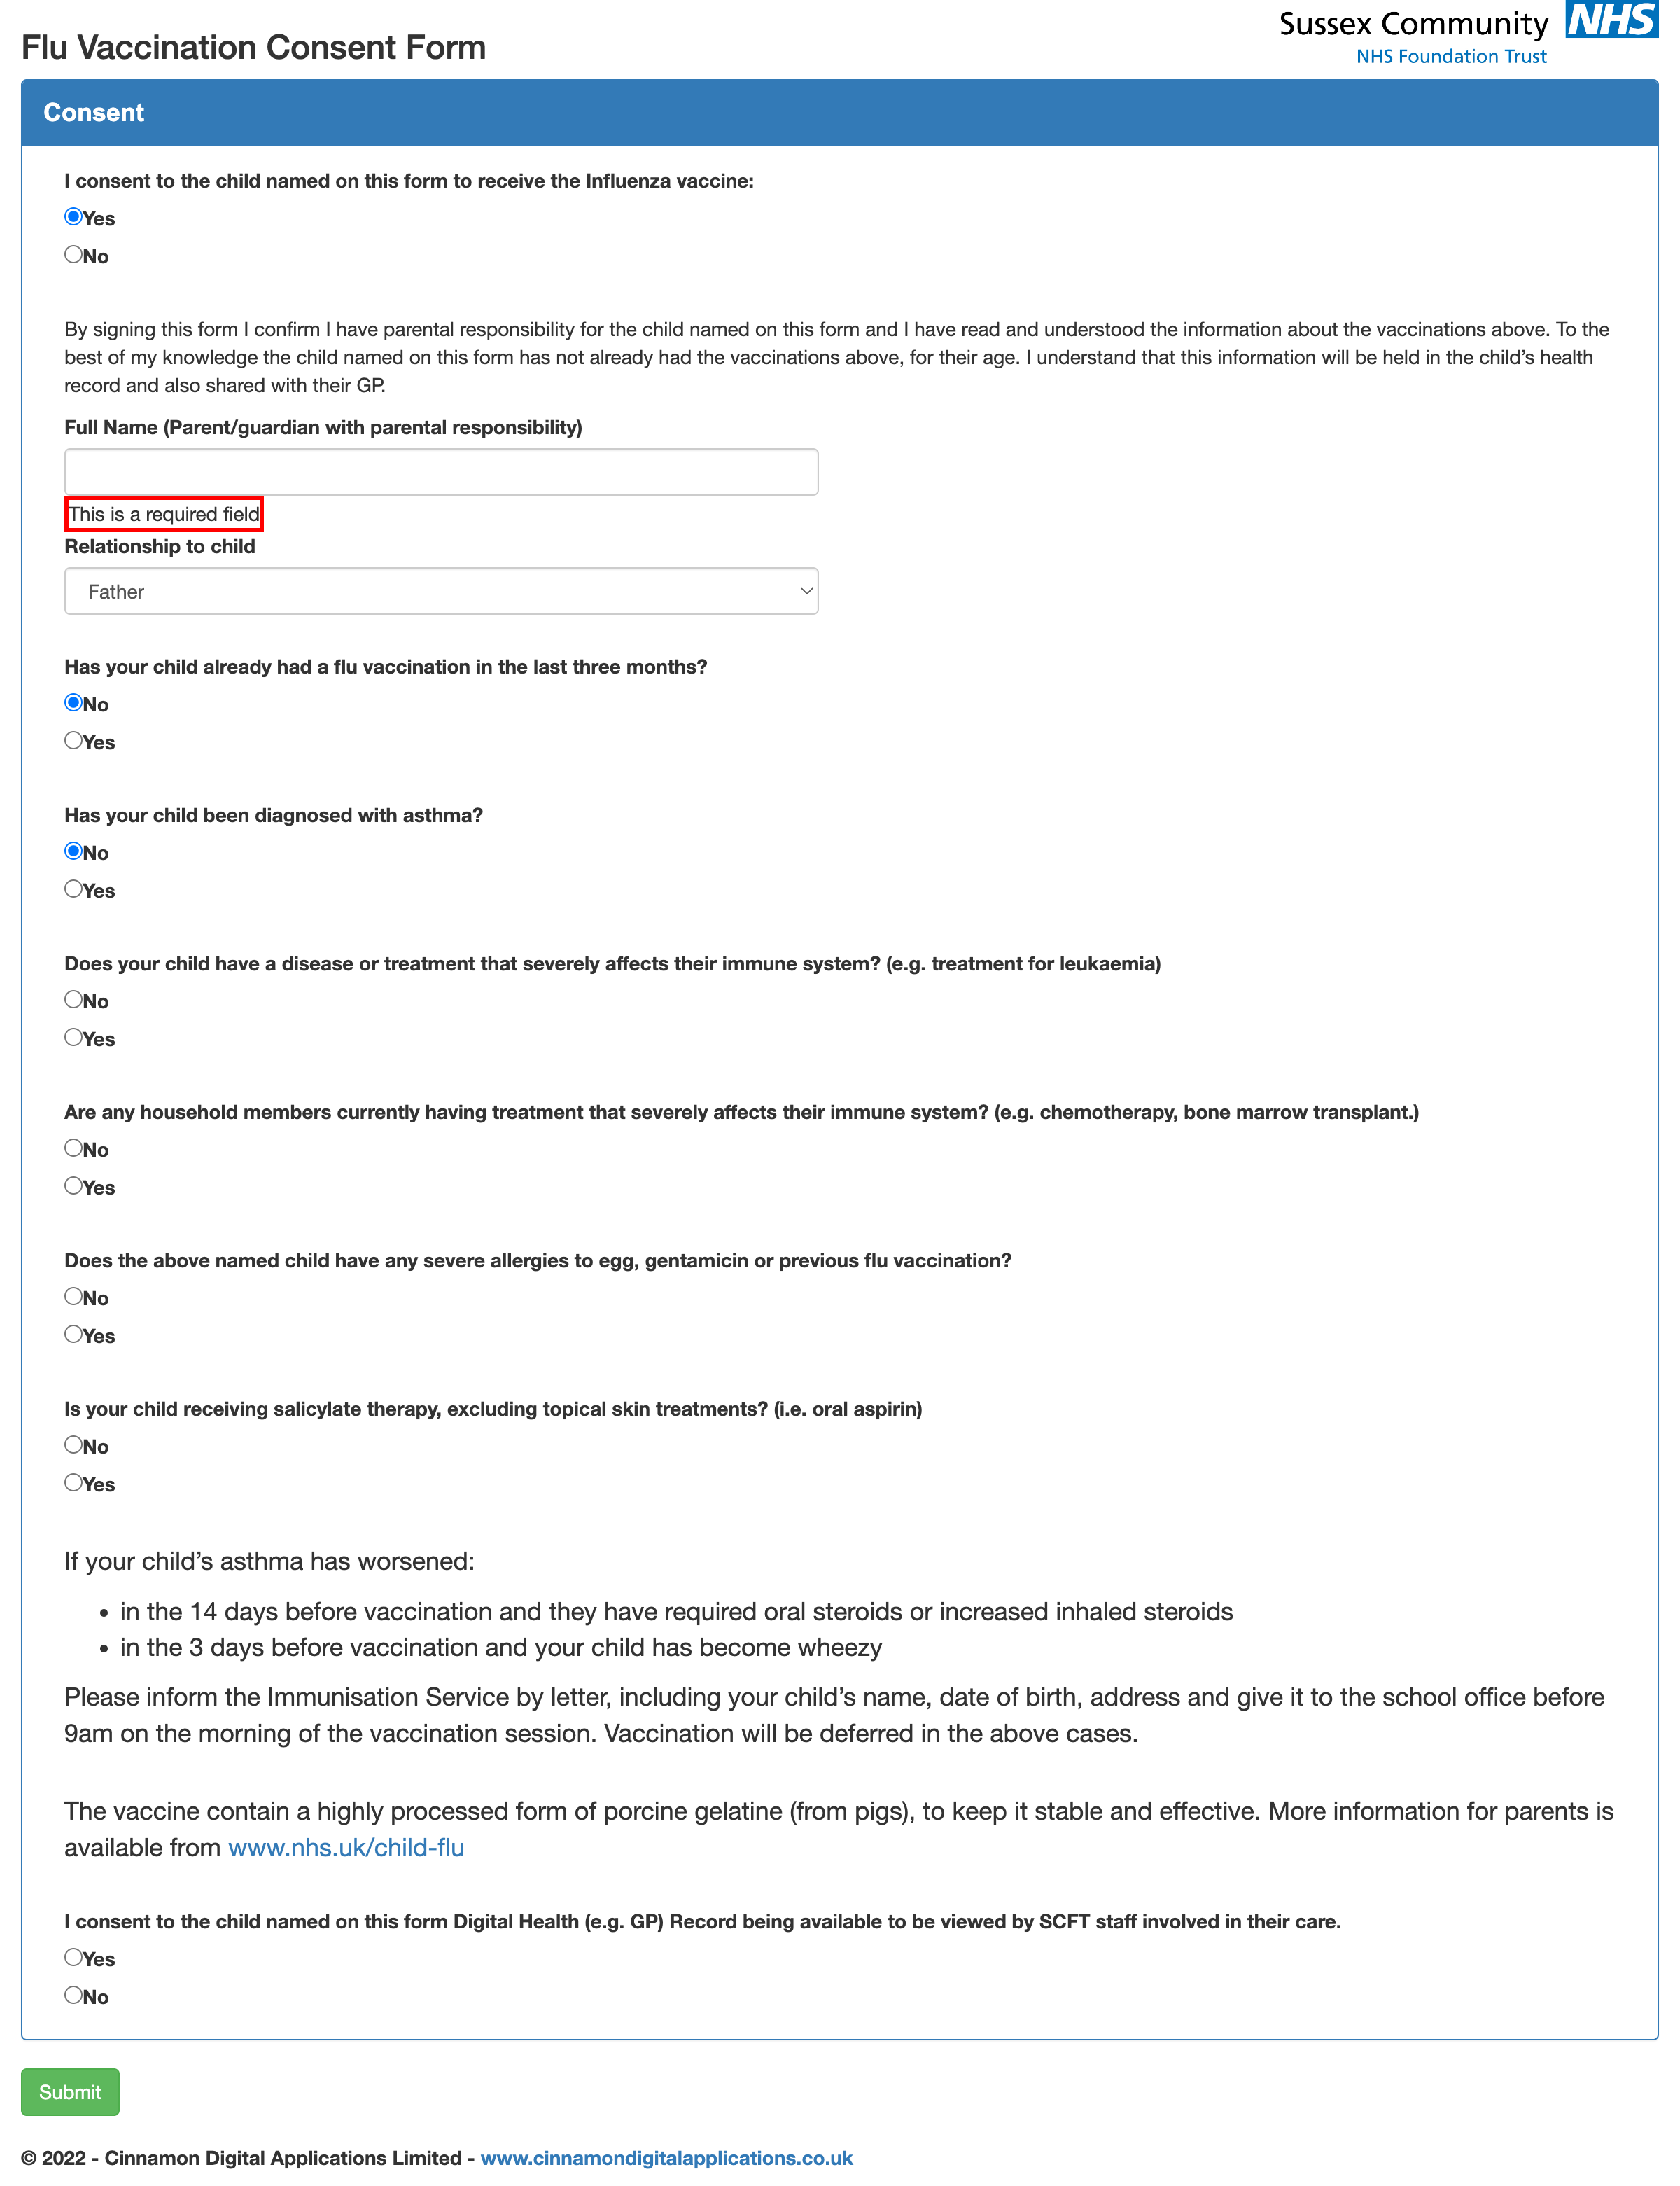 Flu Vaccination Consent Form
Sussex Community NHS
NHS Foundation Trust
Consent
I consent to the child named on this form to receive the Influenza vaccine:
Yes
No
By signing this form I confirm I have parental responsibility for the child named on this form and I have read and understood the information about the vaccinations above. To the
best of my knowledge the child named on this form has not already had the vaccinations above, for their age. I understand that this information will be held in the child’s health
record and also shared with their GP.
Full Name (Parent/guardian with parental responsibility)
This is a required field
Relationship to child
Father
Has your child already had a flu vaccination in the last three months?
No
Yes
Has your child been diagnosed with asthma?
No
Yes
Does your child have a disease or treatment that severely affects their immune system? (e.g. treatment for leukaemia)
No
Yes
Are any household members currently having treatment that severely affects their immune system? (e.g. chemotherapy, bone marrow transplant.)
No
Yes
Does the above named child have any severe allergies to egg, gentamicin or previous flu vaccination?
No
Yes
Is your child receiving salicylate therapy, excluding topical skin treatments? (i.e. oral aspirin)
No
Yes
If your child’s asthma has worsened:
• in the 14 days before vaccination and they have required oral steroids or increased inhaled steroids
• in the 3 days before vaccination and your child has become wheezy
Please inform the Immunisation Service by letter, including your child’s name, date of birth, address and give it to the school office before
9am on the morning of the vaccination session. Vaccination will be deferred in the above cases.
The vaccine contain a highly processed form of porcine gelatine (from pigs), to keep it stable and effective. More information for parents is
available from www.nhs.uk/child-flu
I consent to the child named on this form Digital Health (e.g. GP) Record being available to be viewed by SCFT staff involved in their care.
Yes
No
Submit
© 2022 - Cinnamon Digital Applications Limited - www.cinnamondigitalapplications.co.uk